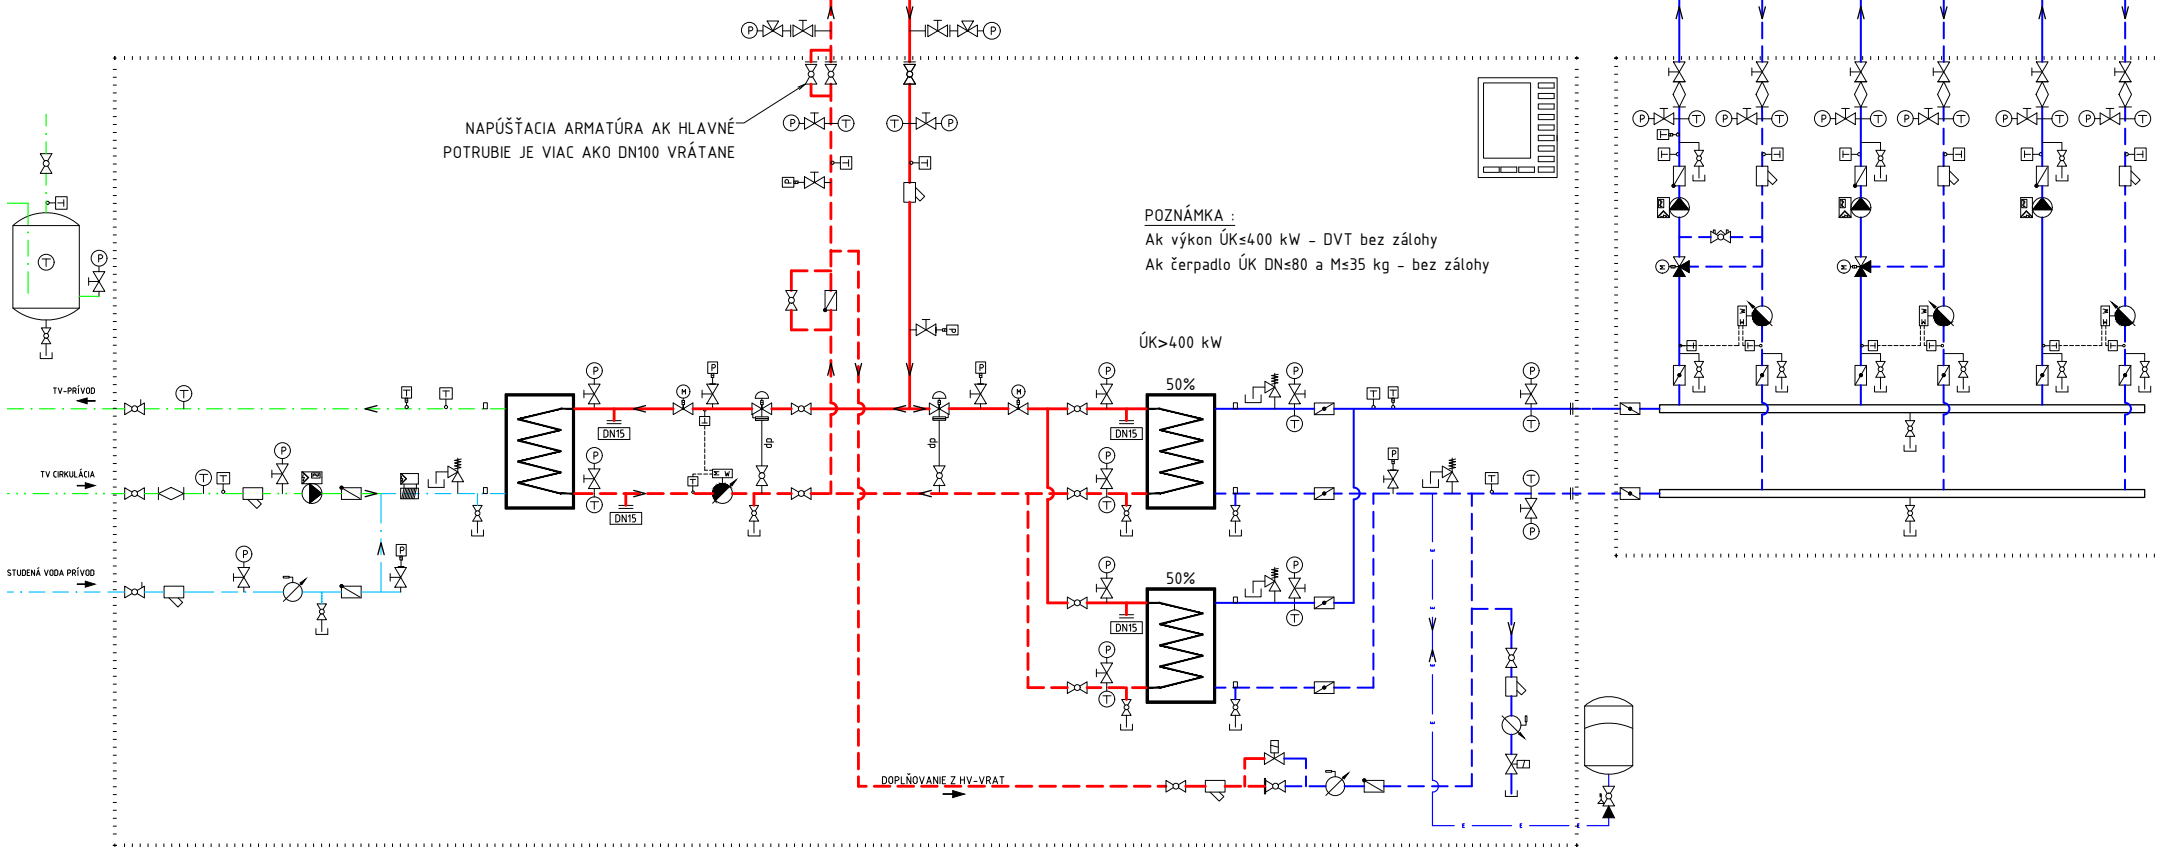 NAPÚŠŤACIA ARMATÚRA AK HLAVNÉ
POTRUBIE JE VIAC AKO DN100 VRÁTANE
POZNÁMKA :
Ak výkon ÚK≤400 kW - DVT bez zálohy
Ak čerpadlo ÚK DN≤80 a M≤35 kg - bez zálohy
ÚK>400 kW
50%
50%
TV-PRÍVOD
TV CIRKULÁCIA
STUDENÁ VODA PRÍVOD
DN15
DN15
DN15
DN15
dp
dp
DOPLŇOVANIE Z HV-VRAT